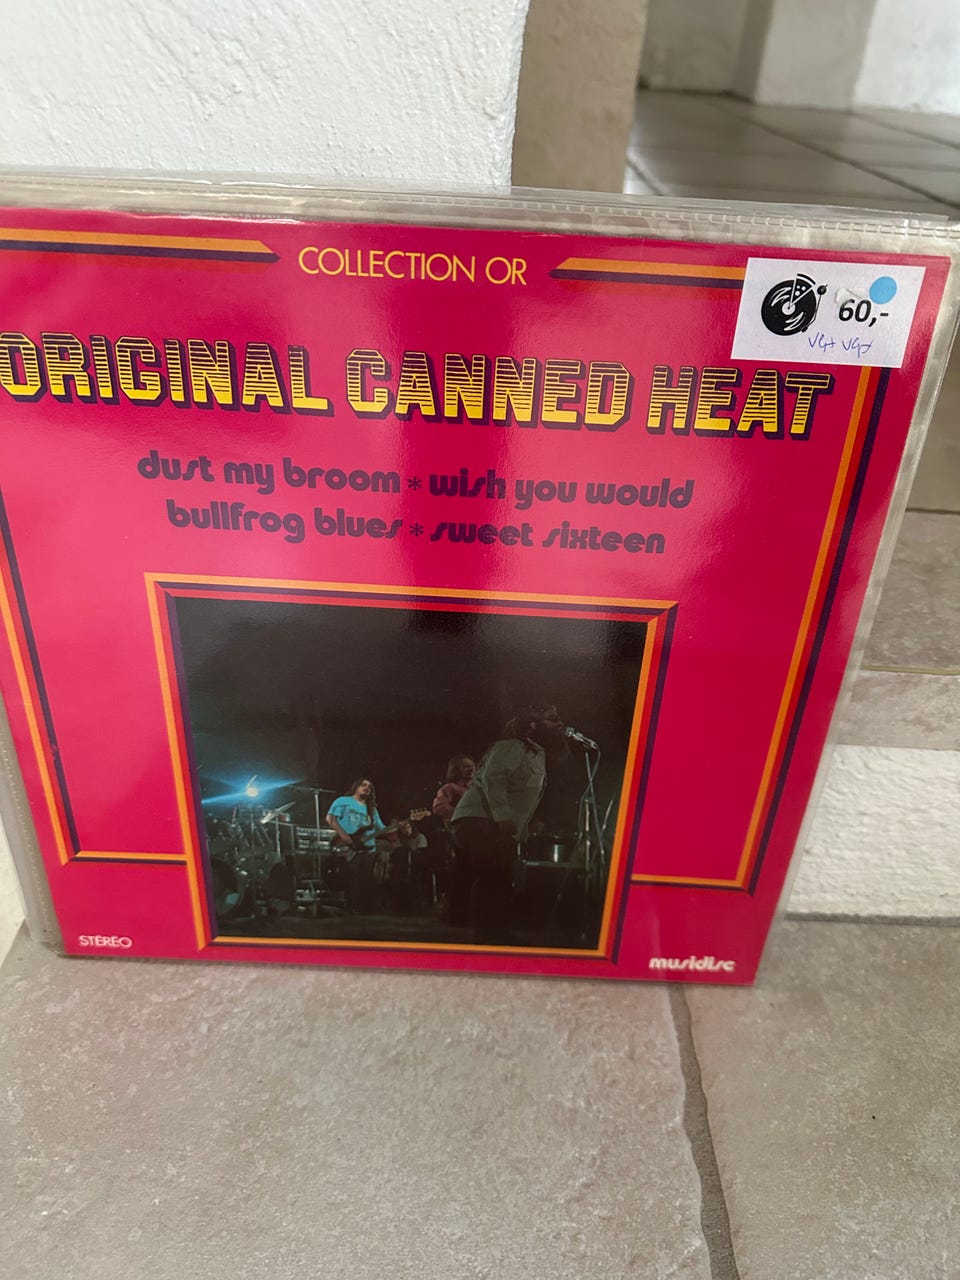 COLLECTION OR
60,-
VG+ VG+
ORIGINAL CANNED HEAT
dust my broom * wish you would
bullfrog blues * sweet sixteen
STÉRÉO
musidisc